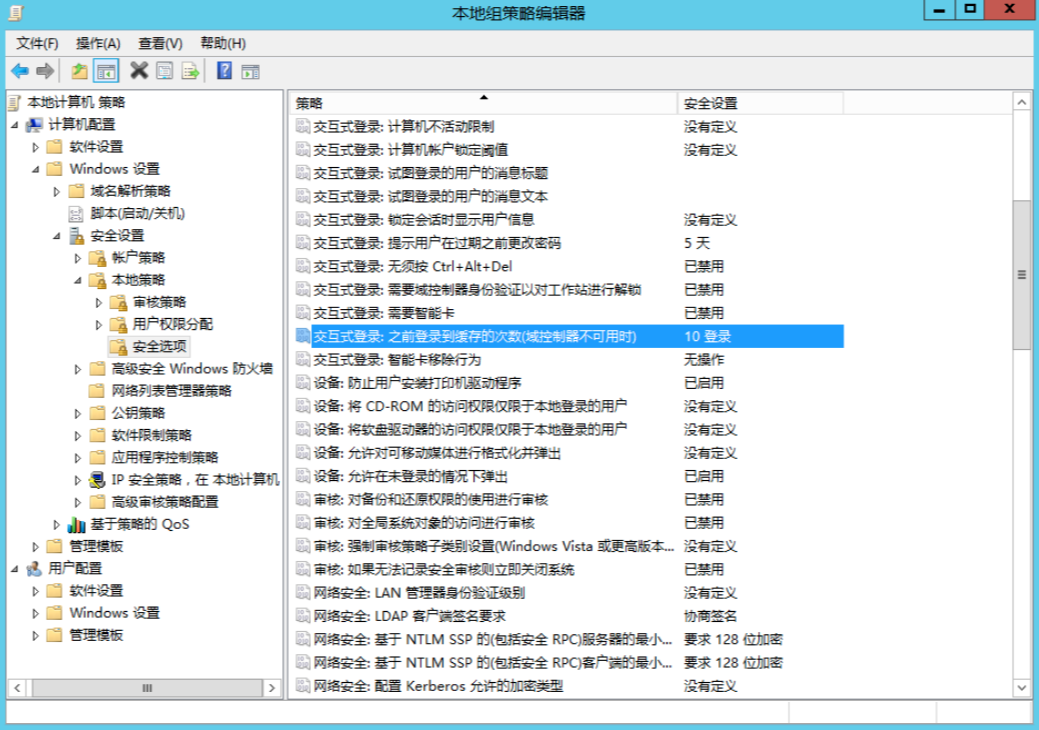 本地组策略编辑器
文件(F) 操作(A) 查看(V) 帮助(H)
本地计算机 策略
计算机配置
软件设置
Windows 设置
域名解析策略
脚本(启动/关机)
安全设置
帐户策略
本地策略
审核策略
用户权限分配
安全选项
高级安全 Windows 防火墙
网络列表管理器策略
公钥策略
软件限制策略
应用程序控制策略
IP 安全策略，在 本地计算机
高级审核策略配置
基于策略的 QoS
管理模板
用户配置
软件设置
Windows 设置
管理模板
策略 安全设置
交互式登录: 计算机不活动限制 没有定义
交互式登录: 计算机帐户锁定阈值 没有定义
交互式登录: 试图登录的用户的消息标题
交互式登录: 试图登录的用户的消息文本
交互式登录: 锁定会话时显示用户信息 没有定义
交互式登录: 提示用户在过期之前更改密码 5 天
交互式登录: 无须按 Ctrl+Alt+Del 已禁用
交互式登录: 需要域控制器身份验证以对工作站进行解锁 已禁用
交互式登录: 需要智能卡 已禁用
交互式登录: 之前登录到缓存的次数(域控制器不可用时) 10 登录
交互式登录: 智能卡移除行为 无操作
设备: 防止用户安装打印机驱动程序 已启用
设备: 将 CD-ROM 的访问权限仅限于本地登录的用户 没有定义
设备: 将软盘驱动器的访问权限仅限于本地登录的用户 没有定义
设备: 允许对可移动媒体进行格式化并弹出 没有定义
设备: 允许在未登录的情况下弹出 已启用
审核: 对备份和还原权限的使用进行审核 已禁用
审核: 对全局系统对象的访问进行审核 已禁用
审核: 强制审核策略子类别设置(Windows Vista 或更高版本... 没有定义
审核: 如果无法记录安全审核则立即关闭系统 已禁用
网络安全: LAN 管理器身份验证级别 没有定义
网络安全: LDAP 客户端签名要求 协商签名
网络安全: 基于 NTLM SSP 的(包括安全 RPC)服务器的最小... 要求 128 位加密
网络安全: 基于 NTLM SSP 的(包括安全 RPC)客户端的最小... 要求 128 位加密
网络安全: 配置 Kerberos 允许的加密类型 没有定义